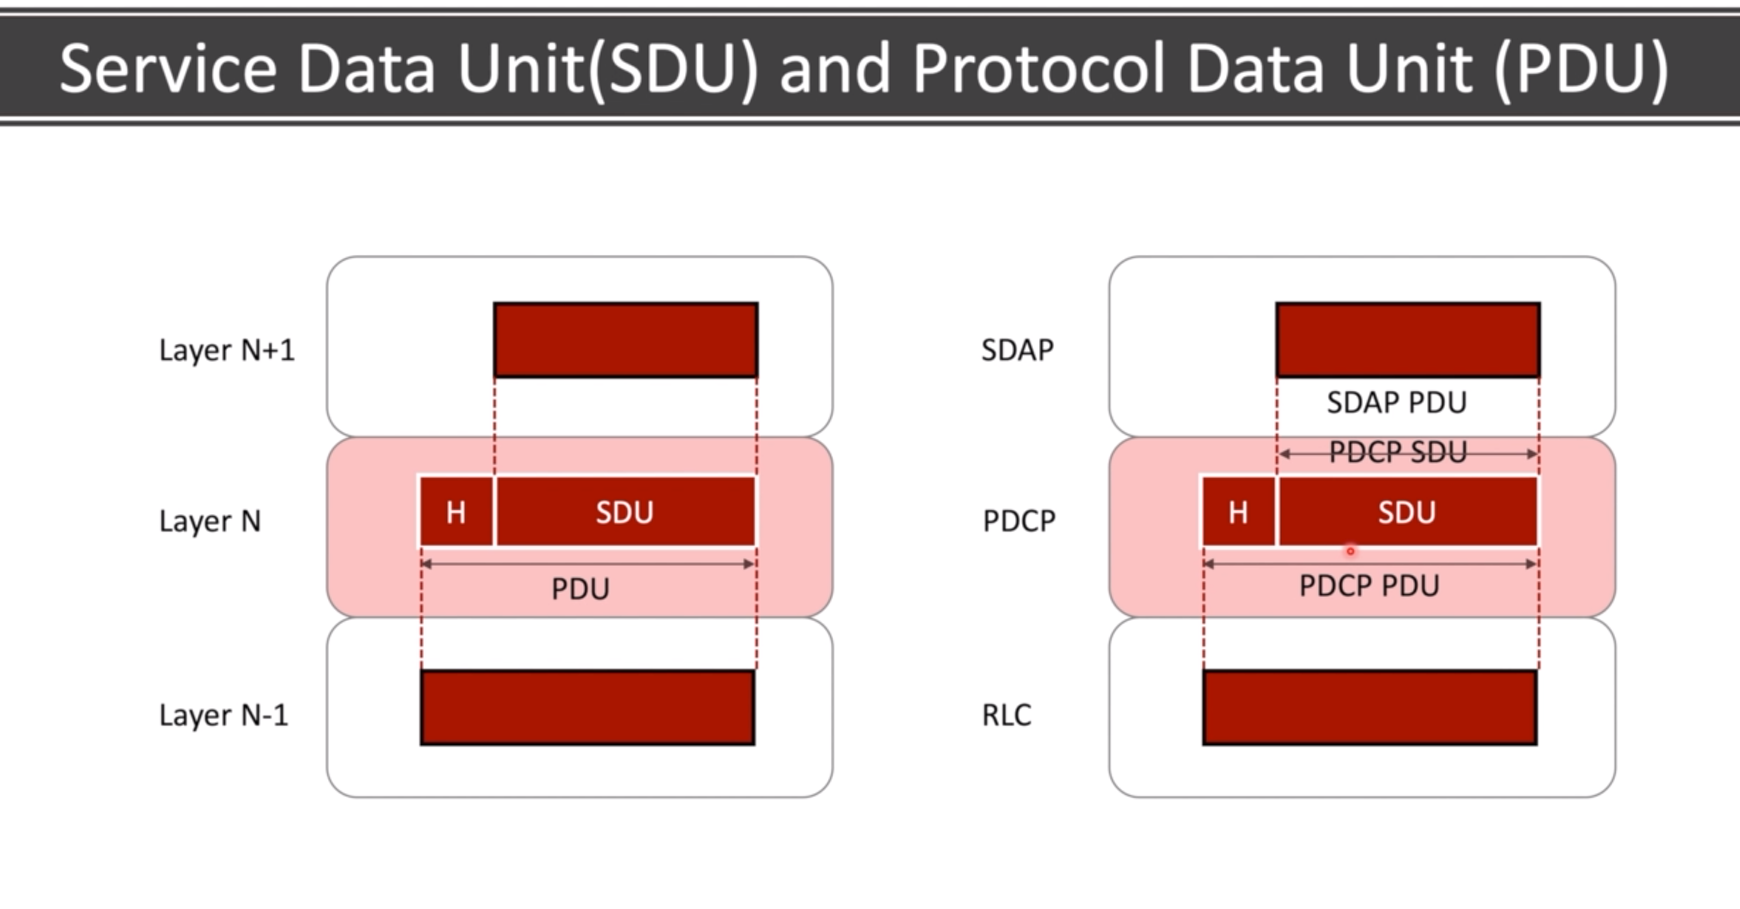 Service Data Unit(SDU) and Protocol Data Unit (PDU)
Layer N+1
Layer N
H
SDU
PDU
Layer N-1
SDAP
SDAP PDU
PDCP SDU
PDCP
H
SDU
PDCP PDU
RLC